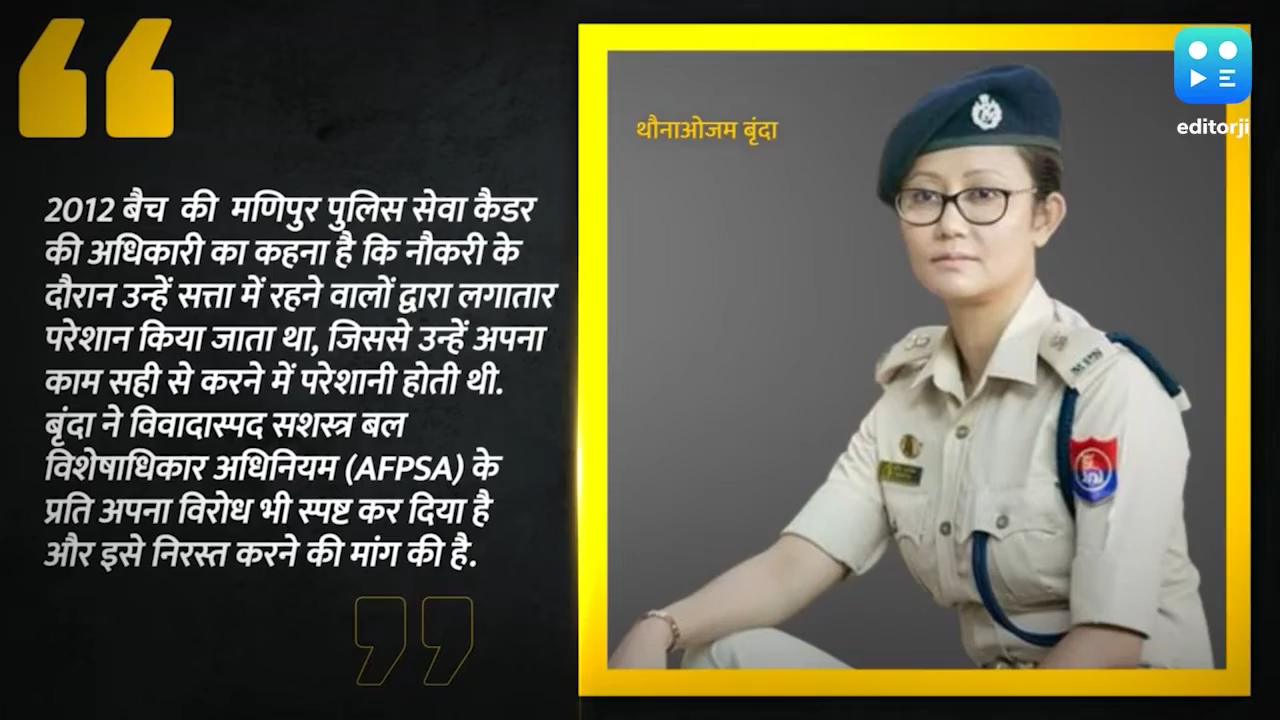 2012 बैच की मणिपुर पुलिस सेवा कैडर
की अधिकारी का कहना है कि नौकरी के
दौरान उन्हें सत्ता में रहने वालों द्वारा लगातार
परेशान किया जाता था, जिससे उन्हें अपना
काम सही से करने में परेशानी होती थी.
बृंदा ने विवादास्पद सशस्त्र बल
विशेषाधिकार अधिनियम (AFPSA) के
प्रति अपना विरोध भी स्पष्ट कर दिया है
और इसे निरस्त करने की मांग की है.
थौनाओजम बृंदा
editorji